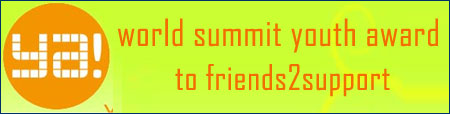 ya!
world summit youth award
to friends2support